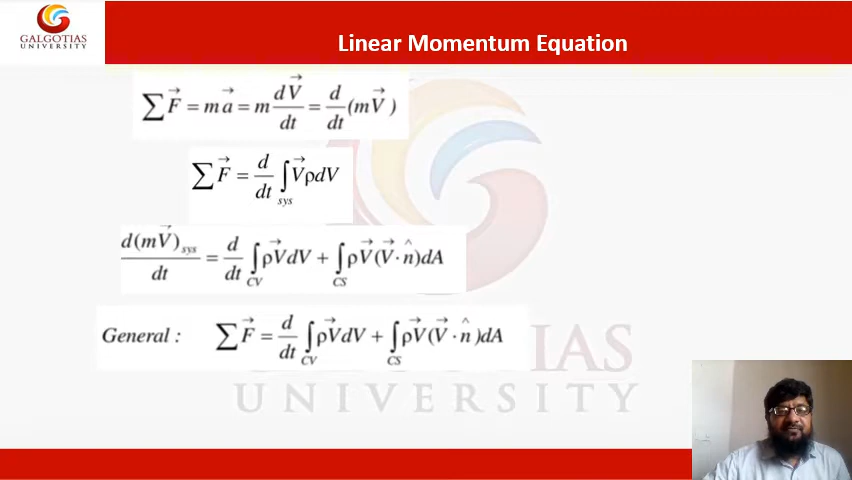 GALGOTIAS
UNIVERSITY
Linear Momentum Equation
∑F⃗ = m a⃗ = m dV⃗/dt = d/dt (mV⃗ )
∑F⃗ = d/dt ∫sys V⃗ρdV
d(mV⃗)sys/dt = d/dt ∫CV ρV⃗dV + ∫CS ρV⃗(V⃗ · n̂)dA
General : ∑F⃗ = d/dt ∫CV ρV⃗dV + ∫CS ρV⃗(V⃗ · n̂ )dA
UNIVERSITY